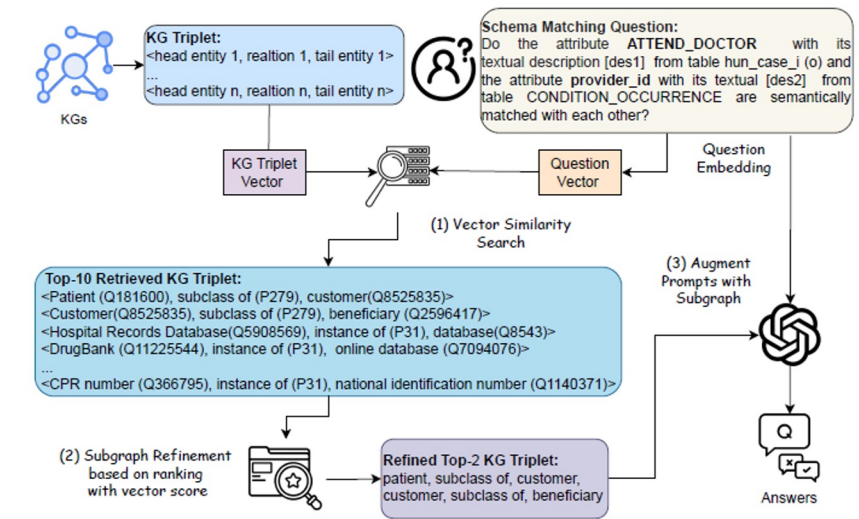 KG Triplet:
<head entity 1, realtion 1, tail entity 1>
...
<head entity n, realtion n, tail entity n>
KGs
Schema Matching Question:
Do the attribute ATTEND_DOCTOR with its
textual description [des1] from table hun_case_i (o) and
the attribute provider_id with its textual [des2] from
table CONDITION_OCCURRENCE are semantically
matched with each other?
KG Triplet
Vector
Question
Vector
Question
Embedding
(1) Vector Similarity
Search
Top-10 Retrieved KG Triplet:
<Patient (Q181600), subclass of (P279), customer(Q8525835)>
<Customer(Q8525835), subclass of (P279), beneficiary (Q2596417)>
<Hospital Records Database(Q5908569), instance of (P31), database(Q8543)>
<DrugBank (Q11225544), instance of (P31), online database (Q7094076)>
...
<CPR number (Q366795), instance of (P31), national identification number (Q1140371)>
(3) Augment
Prompts with
Subgraph
(2) Subgraph Refinement
based on ranking
with vector score
Refined Top-2 KG Triplet:
patient, subclass of, customer,
customer, subclass of, beneficiary
Q
Answers